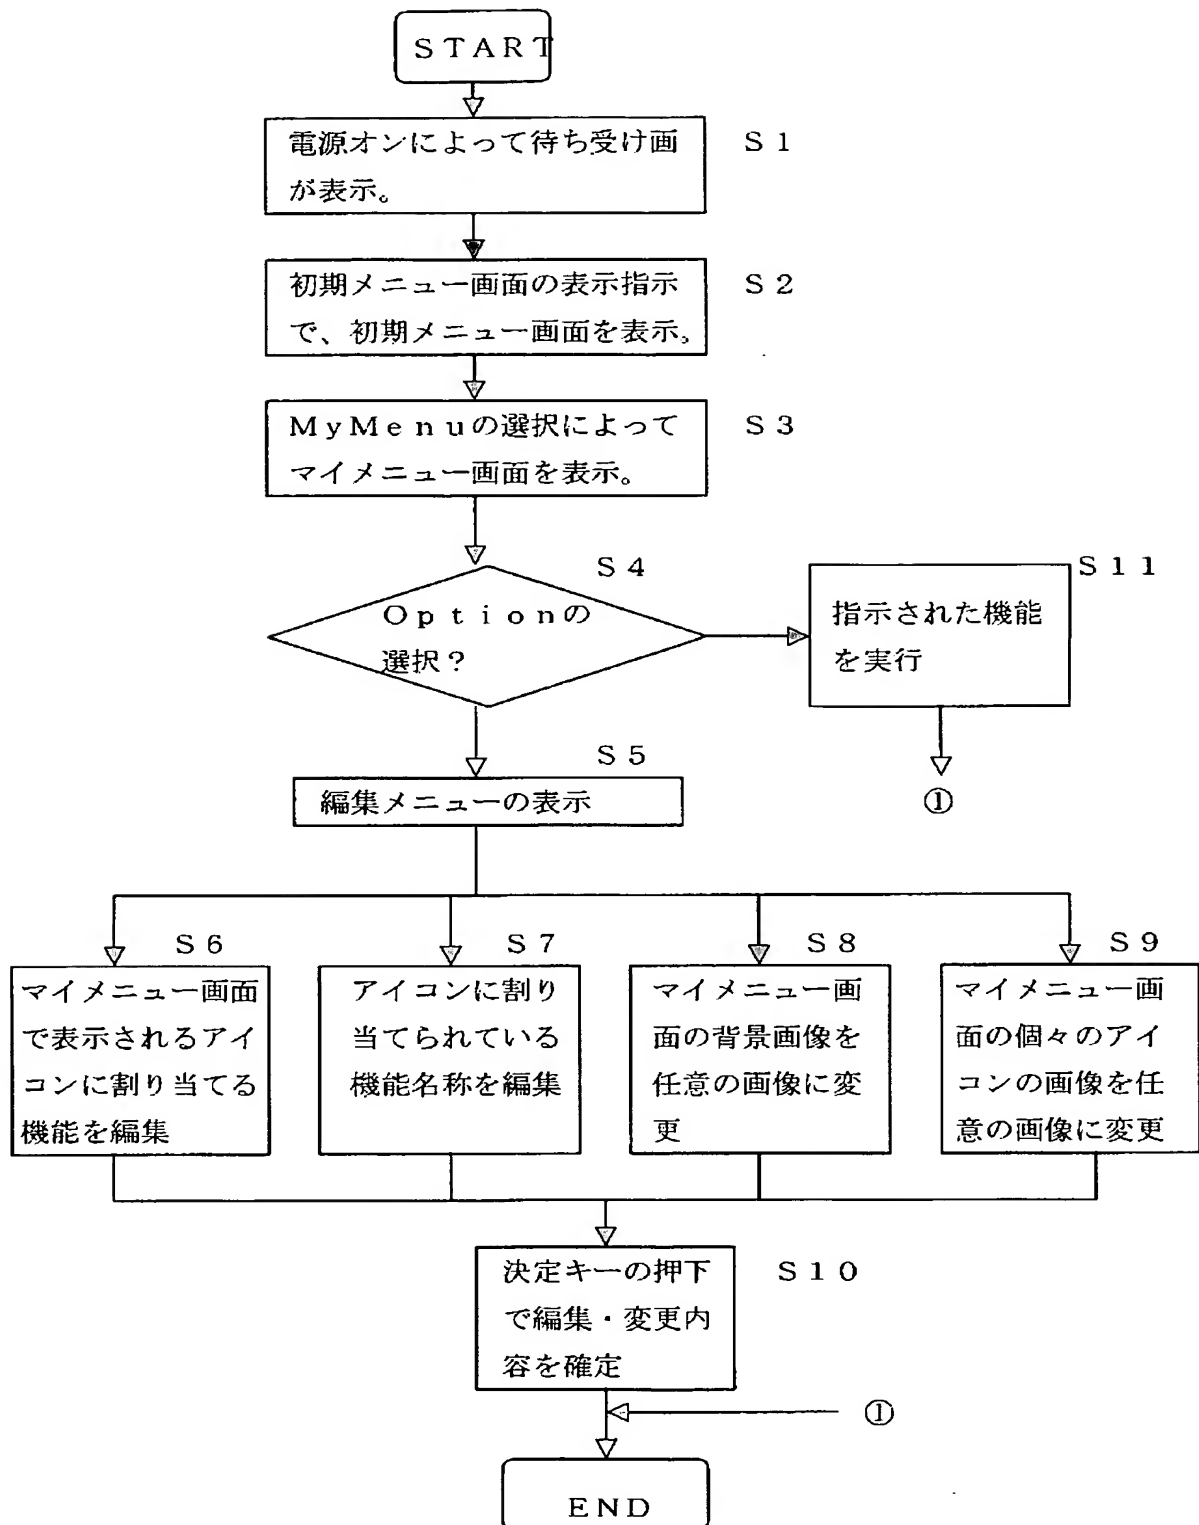 ＳＴＡＲＴ
電源オンによって待ち受け画
が表示。
Ｓ１
初期メニュー画面の表示指示
で、初期メニュー画面を表示。
Ｓ２
ＭｙＭｅｎｕの選択によって
マイメニュー画面を表示。
Ｓ３
Ｓ４
Ｏｐｔｉｏｎの
選択？
Ｓ１１
指示された機能
を実行
①
Ｓ５
編集メニューの表示
Ｓ６
マイメニュー画面
で表示されるアイ
コンに割り当てる
機能を編集
Ｓ７
アイコンに割り
当てられている
機能名称を編集
Ｓ８
マイメニュー画
面の背景画像を
任意の画像に変
更
Ｓ９
マイメニュー画
面の個々のアイ
コンの画像を任
意の画像に変更
決定キーの押下
で編集・変更内
容を確定
Ｓ１０
①
ＥＮＤ